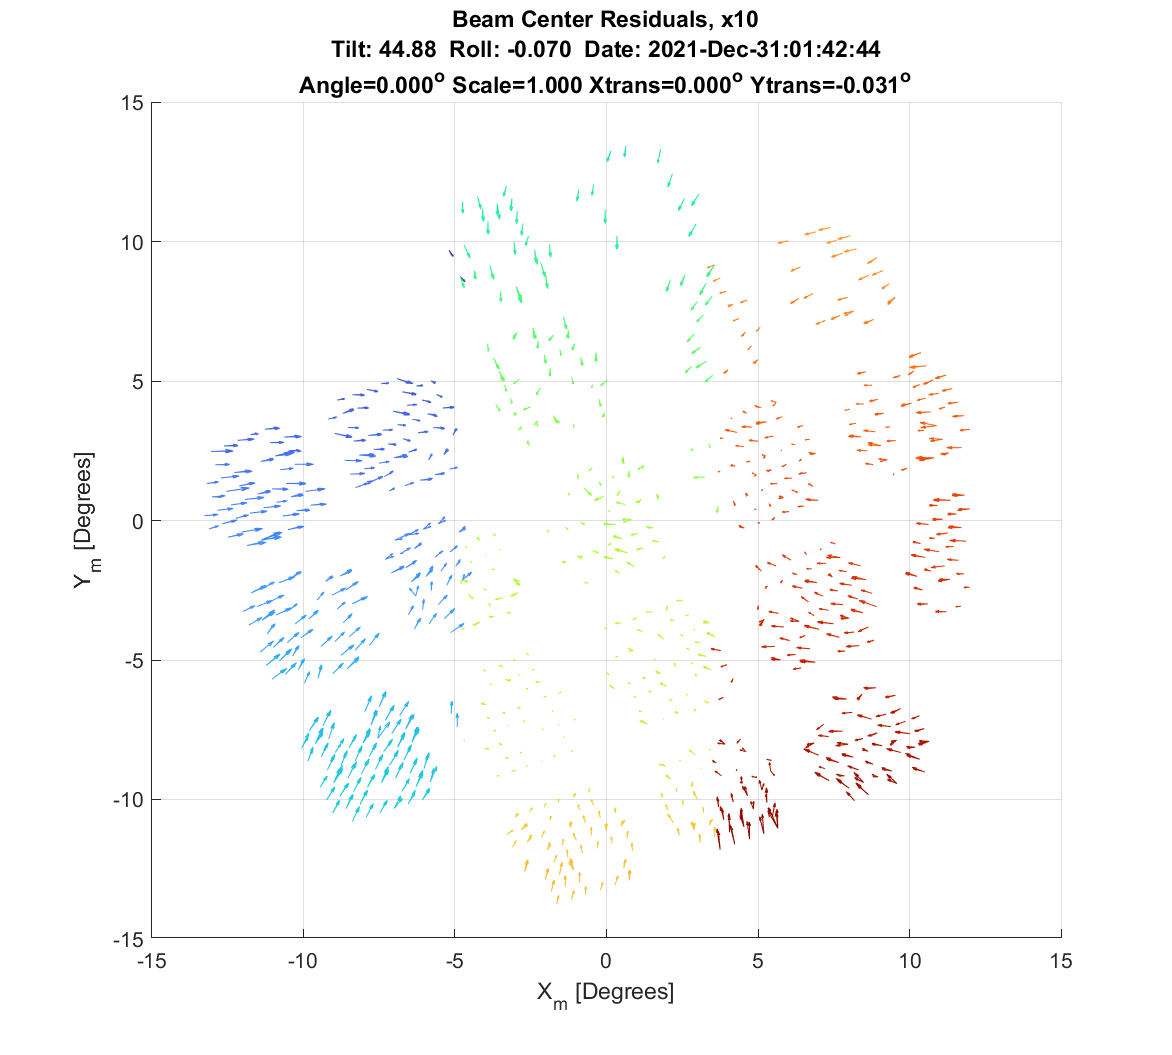 Beam Center Residuals, x10
Tilt: 44.88 Roll: -0.070 Date: 2021-Dec-31:01:42:44
Angle=0.000° Scale=1.000 Xtrans=0.000° Ytrans=-0.031°
15
10
5
0
-5
-10
-15
Y_m [Degrees]
-15 -10 -5 0 5 10 15
X_m [Degrees]